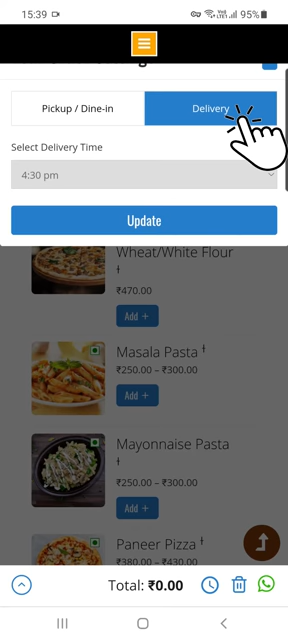 15:39
95%
Pickup / Dine-in
Delivery
Select Delivery Time
4:30 pm
Update
Wheat/White Flour
₹470.00
Add +
Masala Pasta
₹250.00 – ₹300.00
Add +
Mayonnaise Pasta
₹250.00 – ₹300.00
Add +
Paneer Pizza
₹380.00 – ₹430.00
Total: ₹0.00